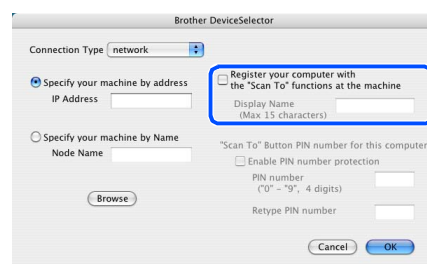 Brother DeviceSelector
Connection Type network
Specify your machine by address
IP Address
Specify your machine by Name
Node Name
Browse
Register your computer with
the "Scan To" functions at the machine
Display Name
(Max 15 characters)
"Scan To" Button PIN number for this computer
Enable PIN number protection
PIN number
("0" - "9", 4 digits)
Retype PIN number
Cancel OK